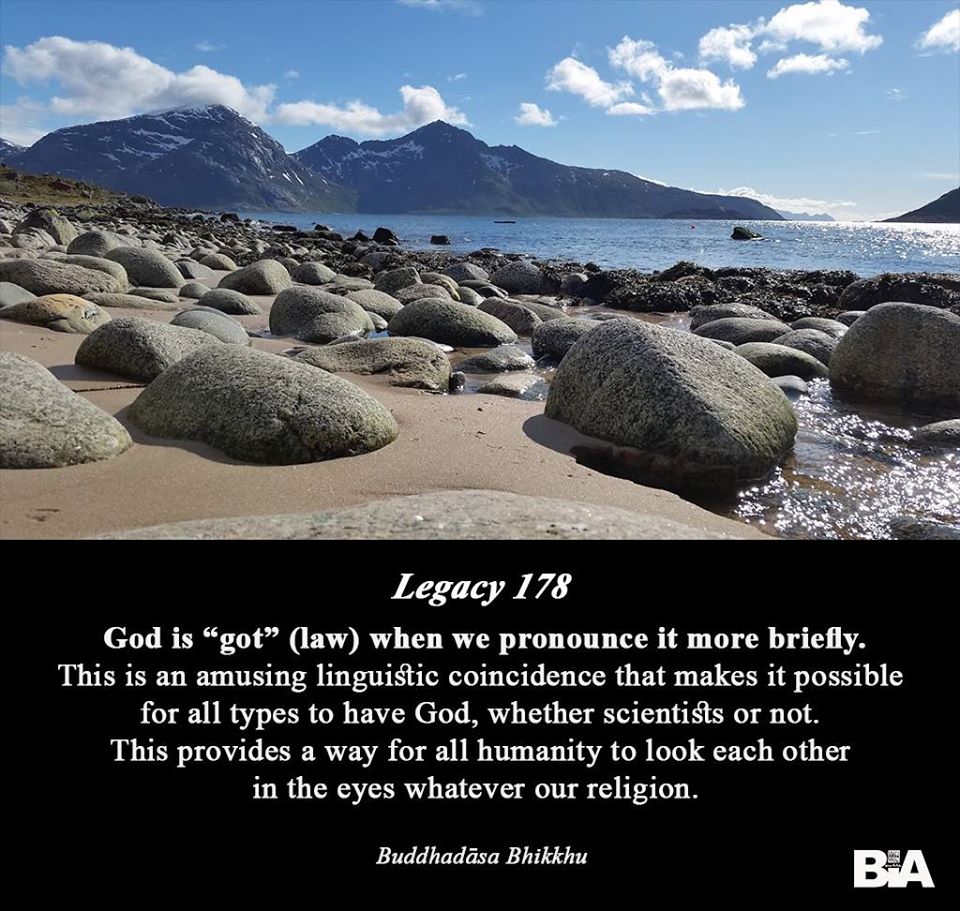 Legacy 178
God is “got” (law) when we pronounce it more briefly.
This is an amusing linguistic coincidence that makes it possible
for all types to have God, whether scientists or not.
This provides a way for all humanity to look each other
in the eyes whatever our religion.
Buddhadāsa Bhikkhu
BIA